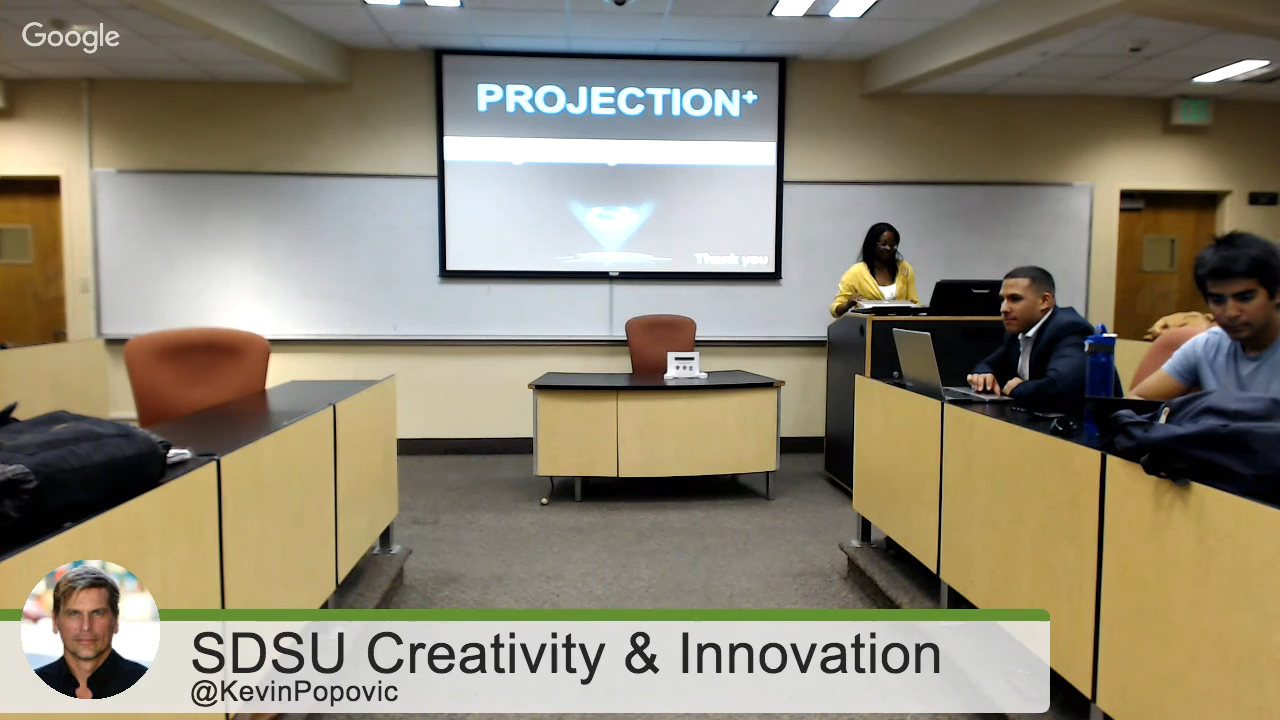 Google
PROJECTION+
Thank you
SDSU Creativity & Innovation
@KevinPopovic